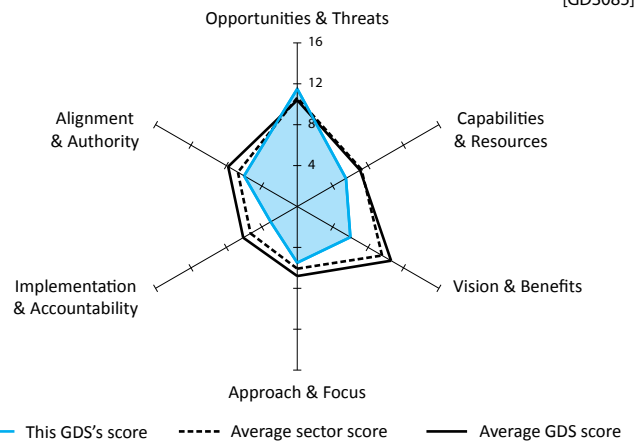 [GDS085]
Opportunities & Threats
16
12
8
4
Alignment
& Authority
Capabilities
& Resources
Implementation
& Accountability
Vision & Benefits
Approach & Focus
This GDS's score
Average sector score
Average GDS score